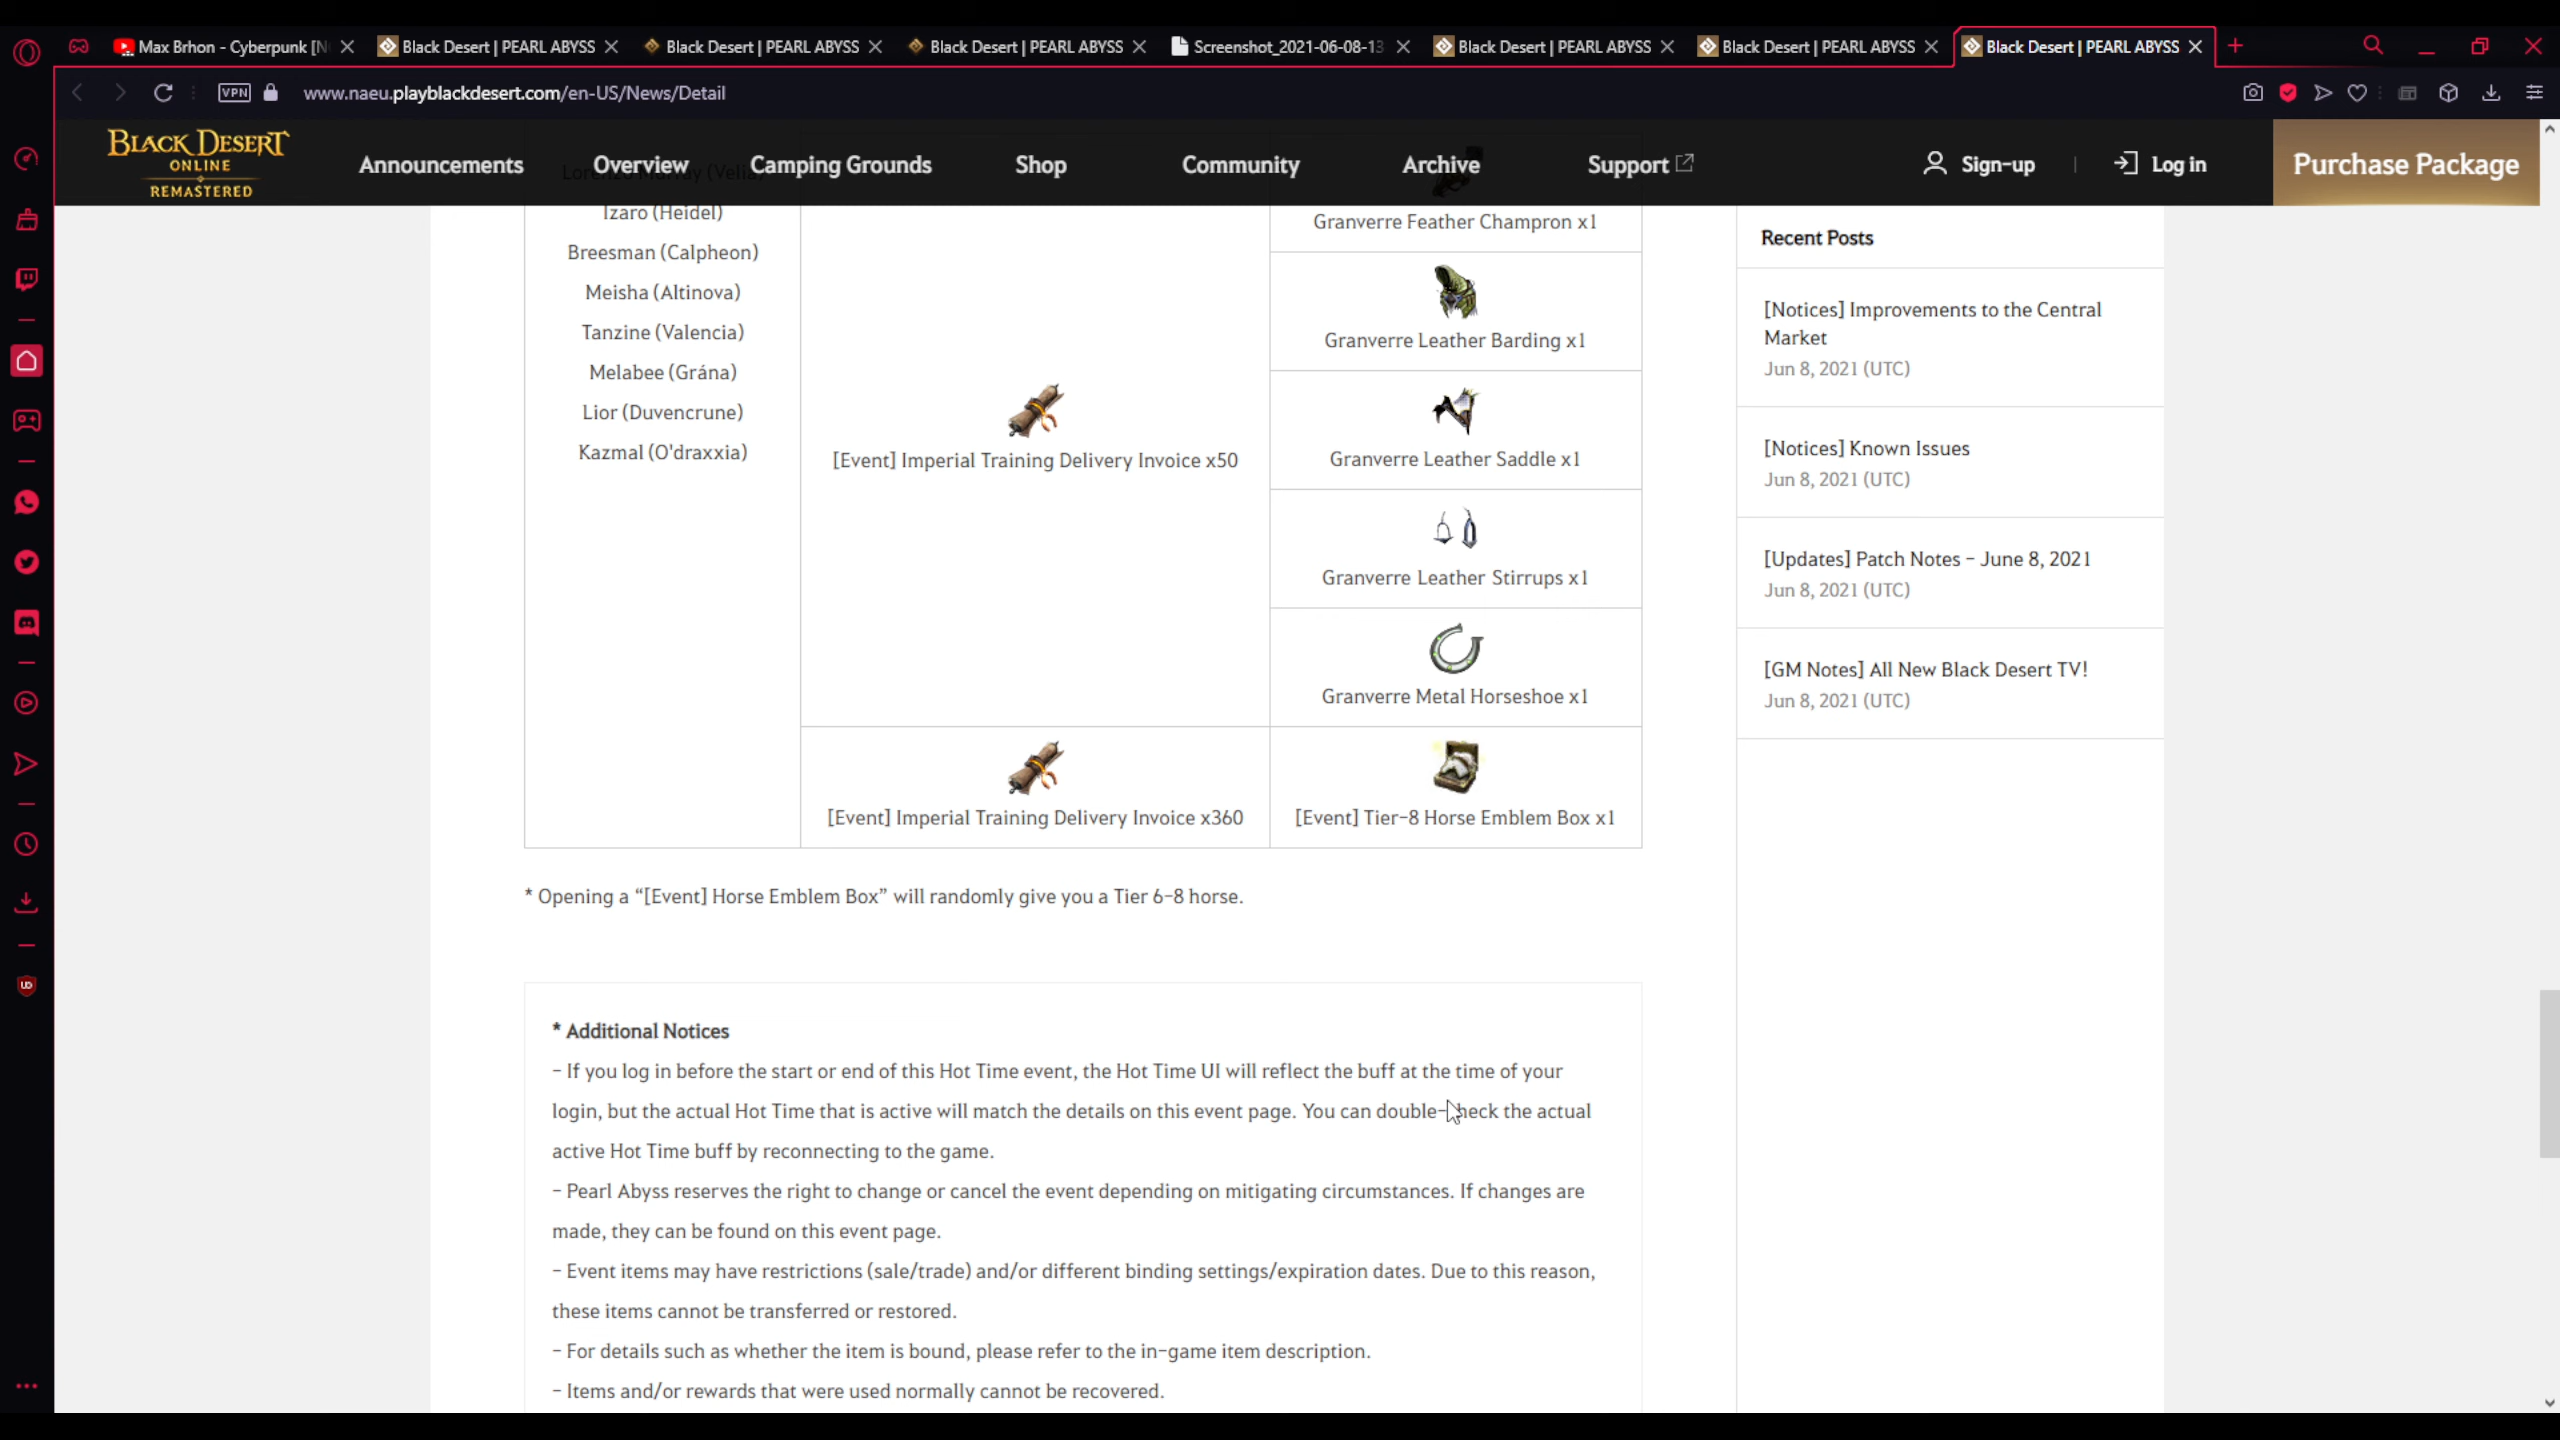 Max Brhon - Cyberpunk [N
Black Desert | PEARL ABYSS
Black Desert | PEARL ABYSS
Black Desert | PEARL ABYSS
Screenshot_2021-06-08-13
Black Desert | PEARL ABYSS
Black Desert | PEARL ABYSS
Black Desert | PEARL ABYSS
VPN
www.naeu.playblackdesert.com/en-US/News/Detail
BLACK DESERT
ONLINE
REMASTERED
Announcements
Overview
Camping Grounds
Shop
Community
Archive
Support
Sign-up
Log in
Purchase Package
Izaro (Heidel)
Breesman (Calpheon)
Meisha (Altinova)
Tanzine (Valencia)
Melabee (Grána)
Lior (Duvencrune)
Kazmal (O'draxxia)
[Event] Imperial Training Delivery Invoice x50
Granverre Feather Champron x1
Granverre Leather Barding x1
Granverre Leather Saddle x1
Granverre Leather Stirrups x1
Granverre Metal Horseshoe x1
[Event] Imperial Training Delivery Invoice x360
[Event] Tier-8 Horse Emblem Box x1
* Opening a “[Event] Horse Emblem Box” will randomly give you a Tier 6-8 horse.
* Additional Notices
- If you log in before the start or end of this Hot Time event, the Hot Time UI will reflect the buff at the time of your
login, but the actual Hot Time that is active will match the details on this event page. You can double-check the actual
active Hot Time buff by reconnecting to the game.
- Pearl Abyss reserves the right to change or cancel the event depending on mitigating circumstances. If changes are
made, they can be found on this event page.
- Event items may have restrictions (sale/trade) and/or different binding settings/expiration dates. Due to this reason,
these items cannot be transferred or restored.
- For details such as whether the item is bound, please refer to the in-game item description.
- Items and/or rewards that were used normally cannot be recovered.
Recent Posts
[Notices] Improvements to the Central
Market
Jun 8, 2021 (UTC)
[Notices] Known Issues
Jun 8, 2021 (UTC)
[Updates] Patch Notes - June 8, 2021
Jun 8, 2021 (UTC)
[GM Notes] All New Black Desert TV!
Jun 8, 2021 (UTC)